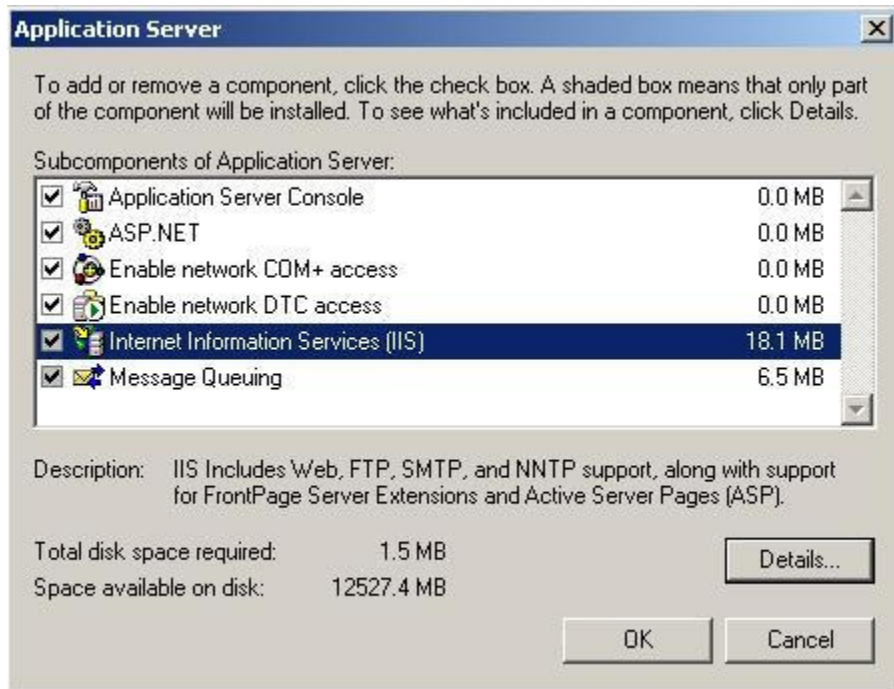 Application Server
To add or remove a component, click the check box. A shaded box means that only part
of the component will be installed. To see what's included in a component, click Details.
Subcomponents of Application Server:
Application Server Console 0.0 MB
ASP.NET 0.0 MB
Enable network COM+ access 0.0 MB
Enable network DTC access 0.0 MB
Internet Information Services (IIS) 18.1 MB
Message Queuing 6.5 MB
Description: IIS Includes Web, FTP, SMTP, and NNTP support, along with support
for FrontPage Server Extensions and Active Server Pages (ASP).
Total disk space required: 1.5 MB
Space available on disk: 12527.4 MB
Details...
OK Cancel